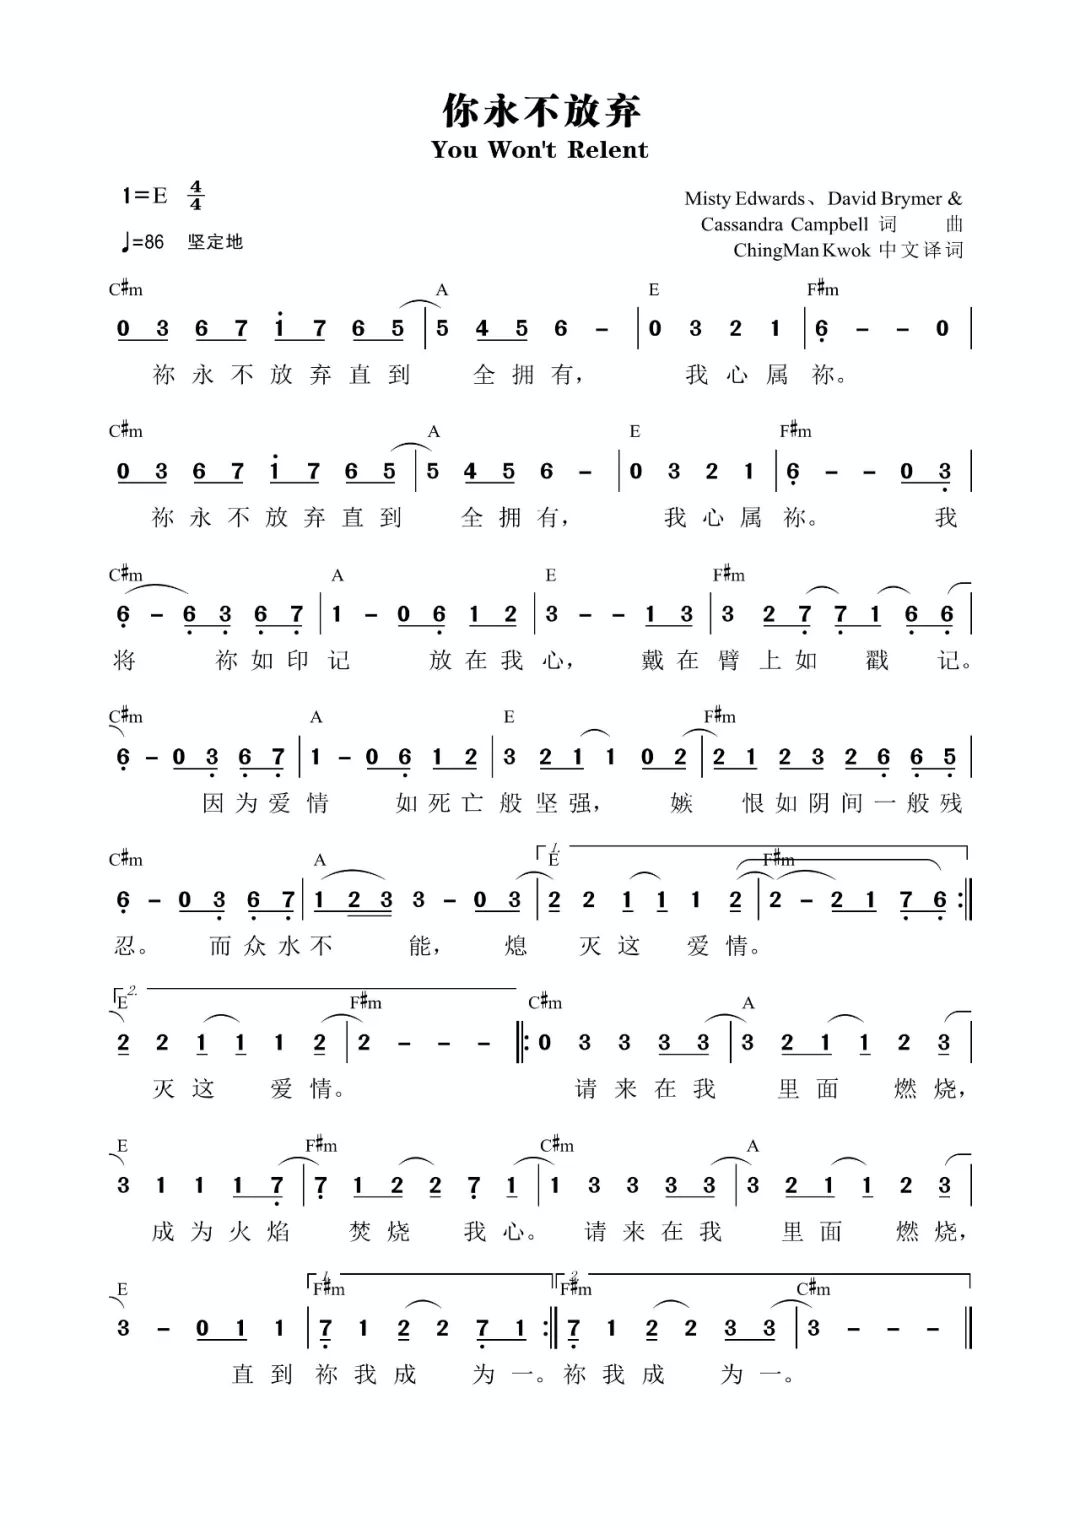 你永不放弃
You Won't Relent
1=E 4/4
Misty Edwards、David Brymer &
♩=86 坚定地
Cassandra Campbell 词 曲
ChingMan Kwok 中文译词
C#m A E F#m
0 3 6 7 1 7 6 5 | 5 4 5 6 - | 0 3 2 1 | 6 - - 0 |
祢永不放弃直到 全拥有， 我心属祢。
C#m A E F#m
0 3 6 7 1 7 6 5 | 5 4 5 6 - | 0 3 2 1 | 6 - - 0 3 |
祢永不放弃直到 全拥有， 我心属祢。 我
C#m A E F#m
6 - 6 3 6 7 | 1 - 0 6 1 2 | 3 - - 1 3 | 3 2 7 7 1 6 6 |
将 祢如印记 放在我心， 戴在臂上如 戳记。
C#m A E F#m
6 - 0 3 6 7 | 1 - 0 6 1 2 | 3 2 1 1 0 2 | 2 1 2 3 2 6 6 5 |
因为爱情 如死亡般坚强， 嫉 恨如阴间一般残
C#m A 1. E F#m
6 - 0 3 6 7 | 1 2 3 3 - 0 3 | 2 2 1 1 1 2 | 2 - 2 1 7 6 :||
忍。 而众水不 能， 熄 灭这 爱情。
2. E F#m C#m A
2 2 1 1 1 2 | 2 - - - ||: 0 3 3 3 3 | 3 2 1 1 2 3 |
灭这 爱情。 请来在我 里面 燃烧，
E F#m C#m A
3 1 1 1 7 | 7 1 2 2 7 1 | 1 3 3 3 3 | 3 2 1 1 2 3 |
成为火焰 焚烧 我心。 请来在我 里面 燃烧，
E 1. F#m 2. F#m C#m
3 - 0 1 1 | 7 1 2 2 7 1 :|| 7 1 2 2 3 3 | 3 - - - ||
直到祢我成 为一。祢我成 为一。